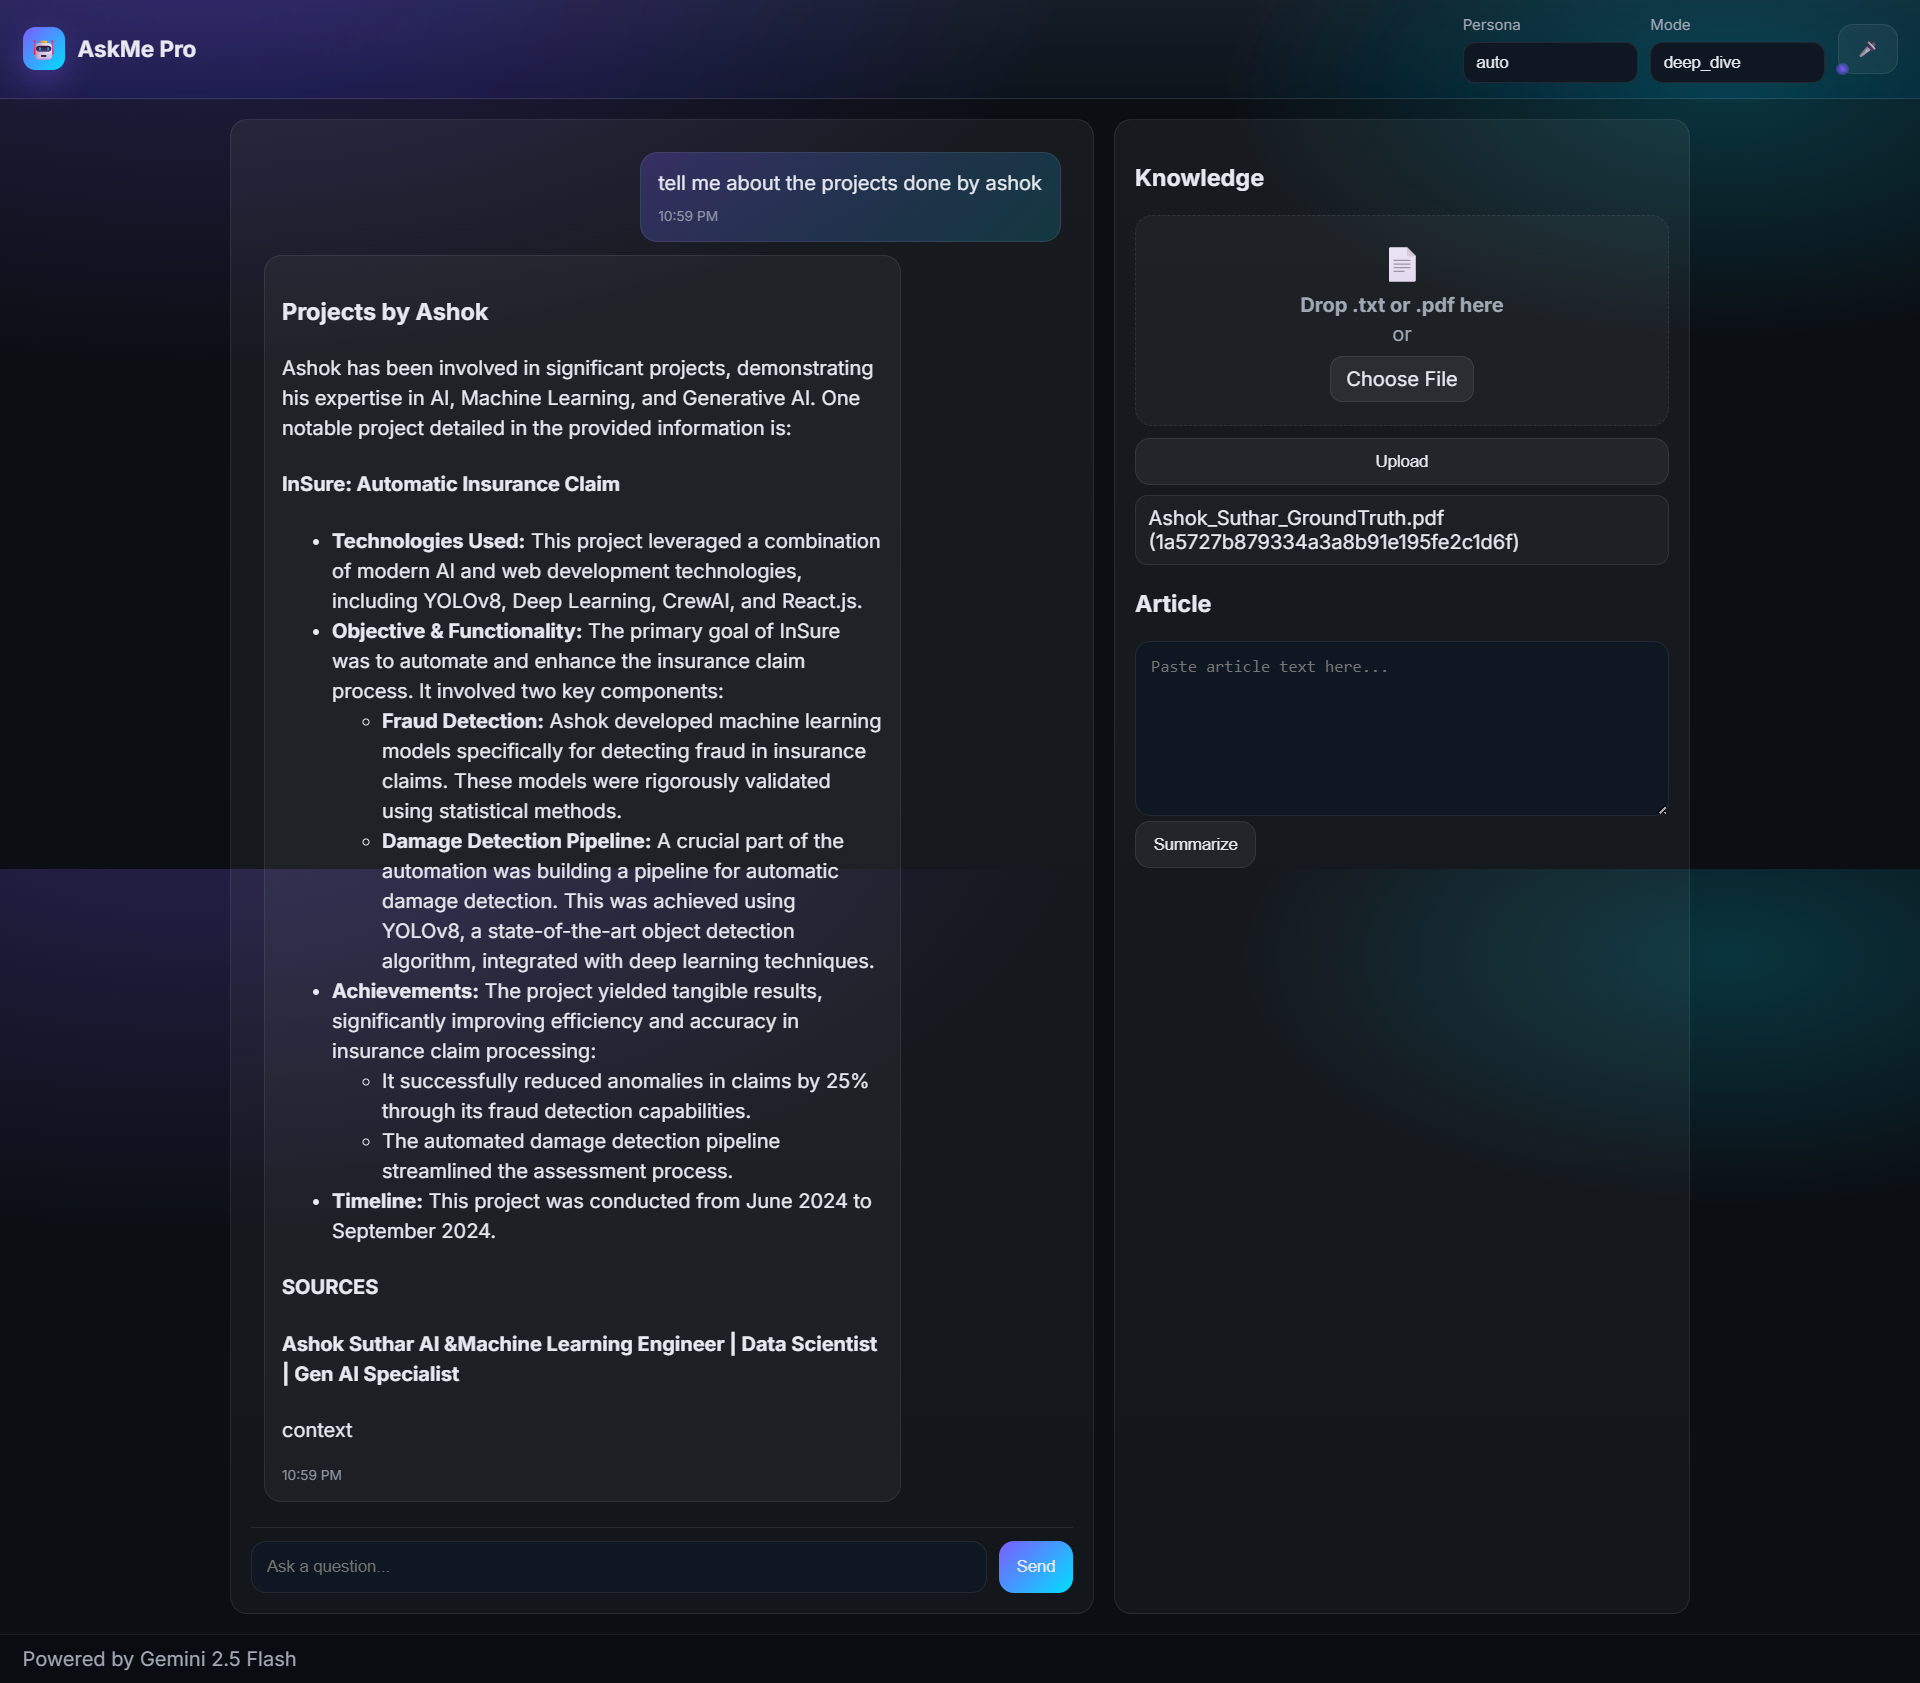 AskMe Pro
Persona
Mode
auto
deep_dive
tell me about the projects done by ashok
10:59 PM
Projects by Ashok
Ashok has been involved in significant projects, demonstrating
his expertise in AI, Machine Learning, and Generative AI. One
notable project detailed in the provided information is:
InSure: Automatic Insurance Claim
• Technologies Used: This project leveraged a combination
of modern AI and web development technologies,
including YOLOv8, Deep Learning, CrewAI, and React.js.
• Objective & Functionality: The primary goal of InSure
was to automate and enhance the insurance claim
process. It involved two key components:
◦ Fraud Detection: Ashok developed machine learning
models specifically for detecting fraud in insurance
claims. These models were rigorously validated
using statistical methods.
◦ Damage Detection Pipeline: A crucial part of the
automation was building a pipeline for automatic
damage detection. This was achieved using
YOLOv8, a state-of-the-art object detection
algorithm, integrated with deep learning techniques.
• Achievements: The project yielded tangible results,
significantly improving efficiency and accuracy in
insurance claim processing:
◦ It successfully reduced anomalies in claims by 25%
through its fraud detection capabilities.
◦ The automated damage detection pipeline
streamlined the assessment process.
• Timeline: This project was conducted from June 2024 to
September 2024.
SOURCES
Ashok Suthar AI &Machine Learning Engineer | Data Scientist
| Gen AI Specialist
context
10:59 PM
Ask a question...
Send
Knowledge
Drop .txt or .pdf here
or
Choose File
Upload
Ashok_Suthar_GroundTruth.pdf
(1a5727b879334a3a8b91e195fe2c1d6f)
Article
Paste article text here...
Summarize
Powered by Gemini 2.5 Flash